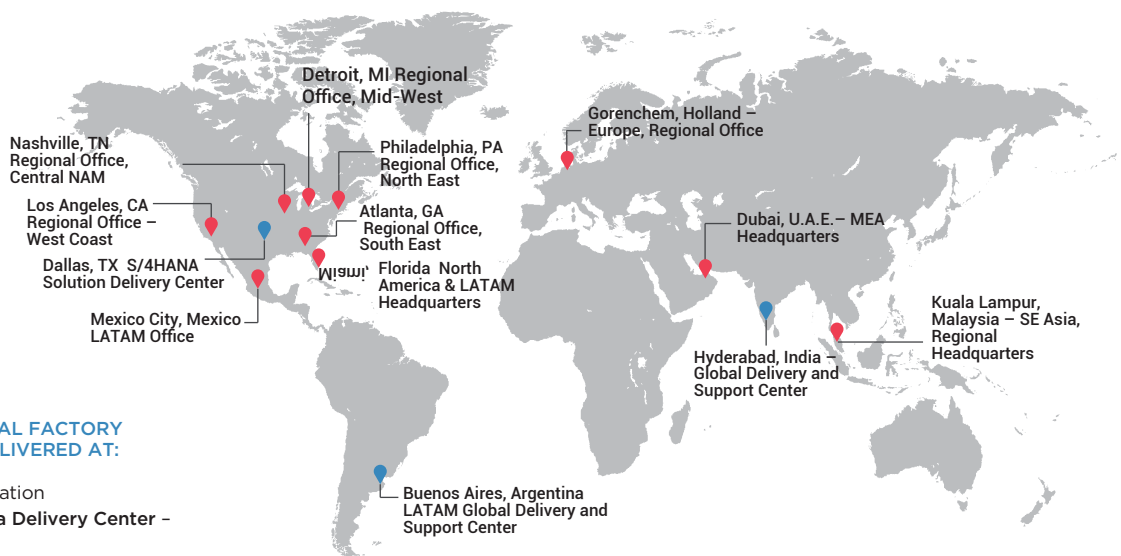 Detroit, MI Regional
Office, Mid-West
Nashville, TN
Regional Office,
Central NAM
Philadelphia, PA
Regional Office,
North East
Gorenchem, Holland –
Europe, Regional Office
Los Angeles, CA
Regional Office –
West Coast
Atlanta, GA
Regional Office,
South East
Dubai, U.A.E.– MEA
Headquarters
Dallas, TX S/4HANA
Solution Delivery Center
Miami, Florida North
America & LATAM
Headquarters
Mexico City, Mexico
LATAM Office
Kuala Lampur,
Malaysia – SE Asia,
Regional
Headquarters
Hyderabad, India –
Global Delivery and
Support Center
AL FACTORY
LIVERED AT:
ation
a Delivery Center –
Buenos Aires, Argentina
LATAM Global Delivery and
Support Center